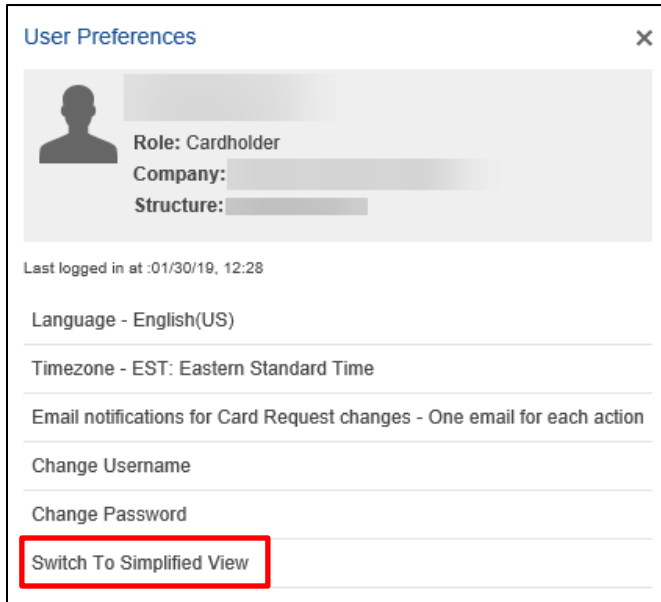 User Preferences
Role: Cardholder
Company:
Structure:
Last logged in at :01/30/19, 12:28
Language - English(US)
Timezone - EST: Eastern Standard Time
Email notifications for Card Request changes - One email for each action
Change Username
Change Password
Switch To Simplified View